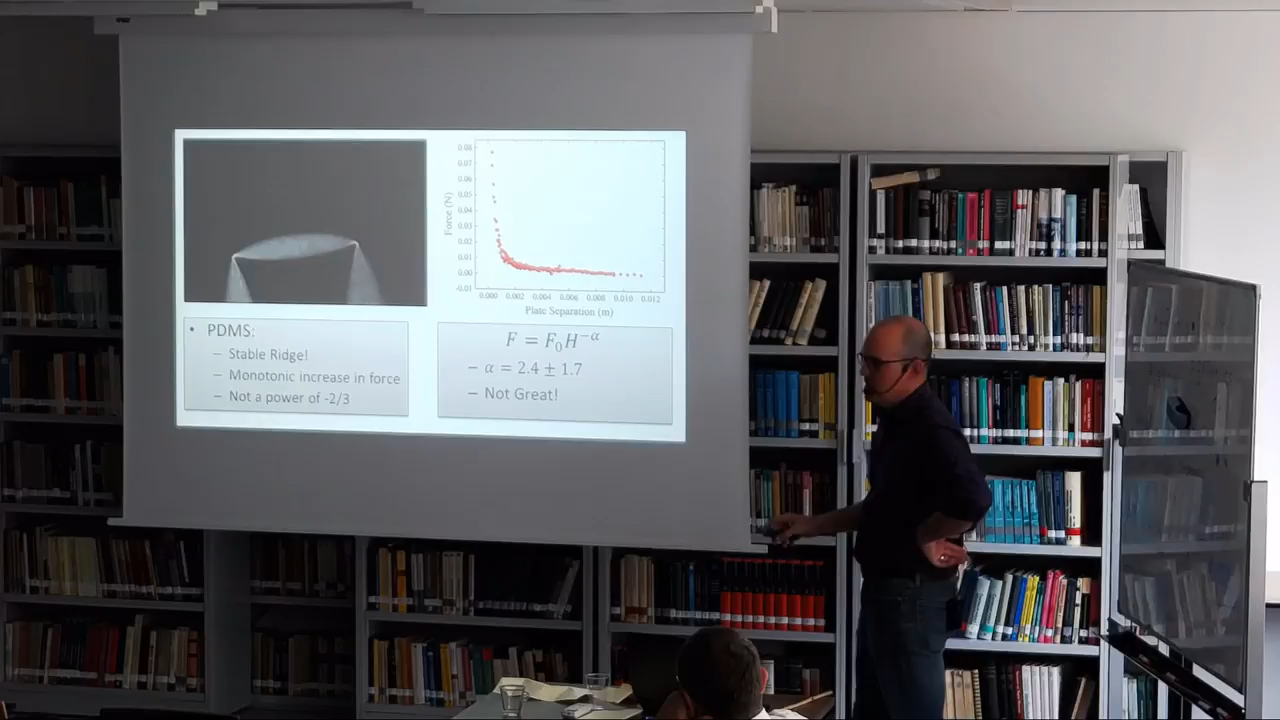 0.08
0.07
0.06
0.05
0.04
0.03
0.02
0.01
0.00
-0.01
Force (N)
0.000 0.002 0.004 0.006 0.008 0.010 0.012
Plate Separation (m)
• PDMS:
– Stable Ridge!
– Monotonic increase in force
– Not a power of -2/3
F = F₀H⁻ᵅ
– α = 2.4 ± 1.7
– Not Great!